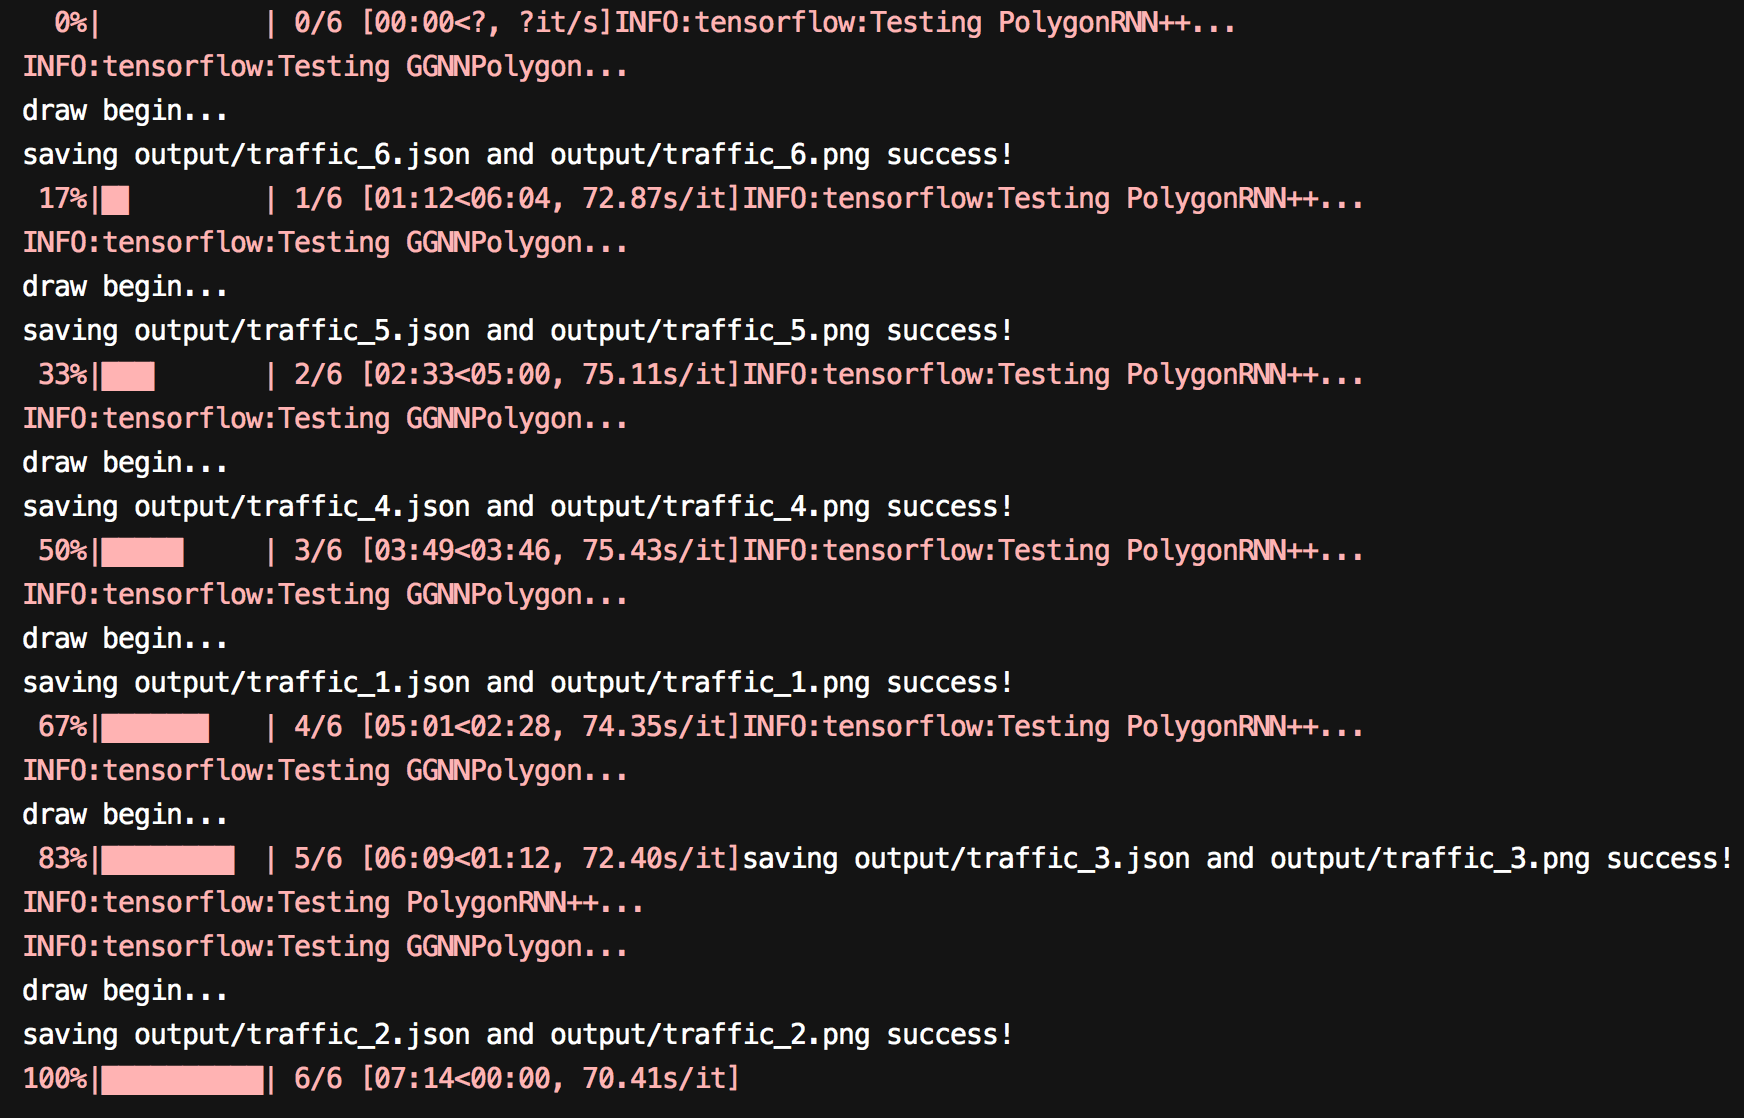 0%|          | 0/6 [00:00<?, ?it/s]INFO:tensorflow:Testing PolygonRNN++...
INFO:tensorflow:Testing GGNNPolygon...
draw begin...
saving output/traffic_6.json and output/traffic_6.png success!
17%|█▋        | 1/6 [01:12<06:04, 72.87s/it]INFO:tensorflow:Testing PolygonRNN++...
INFO:tensorflow:Testing GGNNPolygon...
draw begin...
saving output/traffic_5.json and output/traffic_5.png success!
33%|███▎      | 2/6 [02:33<05:00, 75.11s/it]INFO:tensorflow:Testing PolygonRNN++...
INFO:tensorflow:Testing GGNNPolygon...
draw begin...
saving output/traffic_4.json and output/traffic_4.png success!
50%|█████     | 3/6 [03:49<03:46, 75.43s/it]INFO:tensorflow:Testing PolygonRNN++...
INFO:tensorflow:Testing GGNNPolygon...
draw begin...
saving output/traffic_1.json and output/traffic_1.png success!
67%|██████▋   | 4/6 [05:01<02:28, 74.35s/it]INFO:tensorflow:Testing PolygonRNN++...
INFO:tensorflow:Testing GGNNPolygon...
draw begin...
83%|████████▎ | 5/6 [06:09<01:12, 72.40s/it]saving output/traffic_3.json and output/traffic_3.png success!
INFO:tensorflow:Testing PolygonRNN++...
INFO:tensorflow:Testing GGNNPolygon...
draw begin...
saving output/traffic_2.json and output/traffic_2.png success!
100%|██████████| 6/6 [07:14<00:00, 70.41s/it]